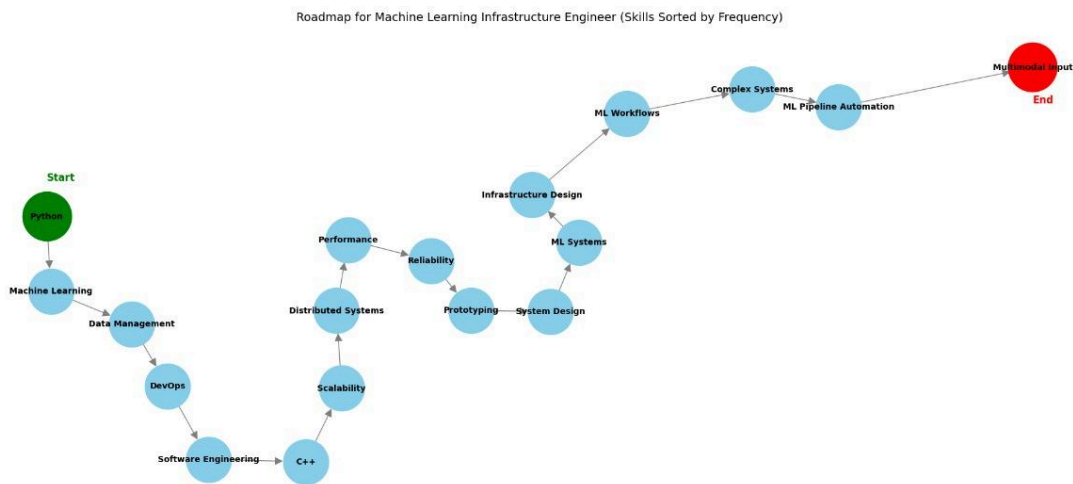 Roadmap for Machine Learning Infrastructure Engineer (Skills Sorted by Frequency)
Start
Python
Machine Learning
Data Management
DevOps
Software Engineering
C++
Scalability
Distributed Systems
Performance
Reliability
Prototyping
System Design
ML Systems
Infrastructure Design
ML Workflows
Complex Systems
ML Pipeline Automation
Multimodal Input
End